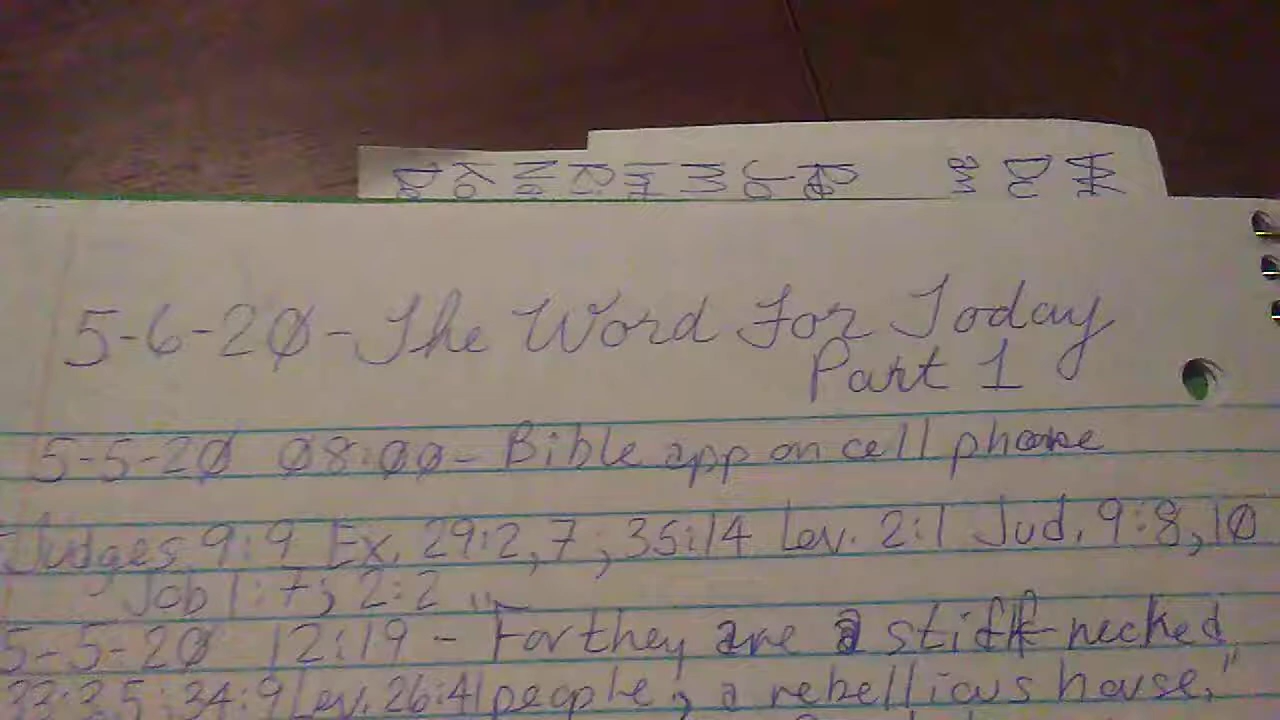 5-6-20-The Word For Today
Part 1
5-5-20 08:00- Bible app on cell phone
Judges 9:9 Ex. 29:2,7; 35:14 Lev. 2:1 Jud. 9:8,10
Job 1:7; 2:2
5-5-20 12:19 - For they are a stiff-necked
:5; 34:9 Lev. 26:41 people, a rebellious house,"